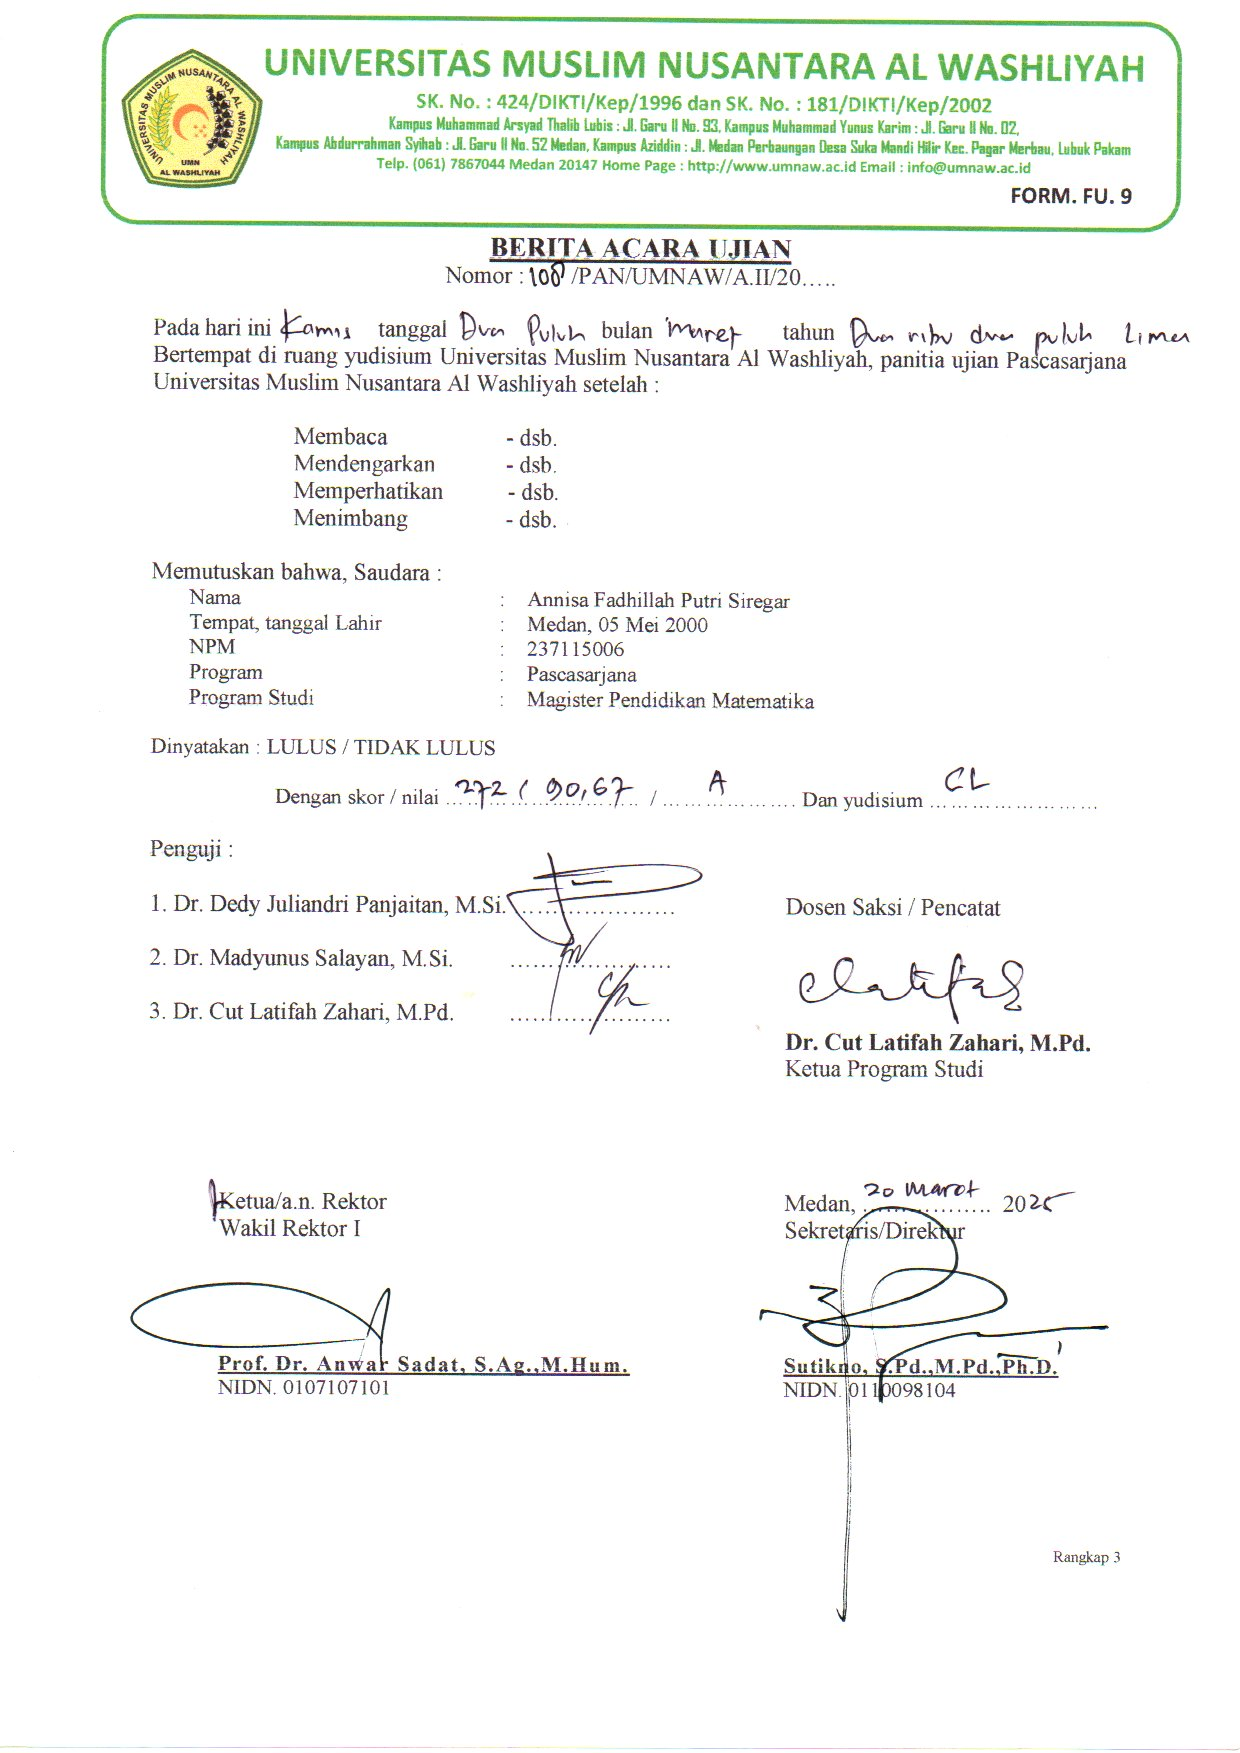 UNIVERSITAS MUSLIM NUSANTARA AL WASHLIYAH
UMN
AL WASHLIYAH
UNIVERSITAS MUSLIM NUSANTARA AL WASHLIYAH
SK. No. : 424/DIKTI/Kep/1996 dan SK. No. : 181/DIKTI/Kep/2002
Kampus Muhammad Arsyad Thalib Lubis : Jl. Garu II No. 93, Kampus Muhammad Yunus Karim : Jl. Garu II No. 02,
Kampus Abdurrahman Syihab : Jl. Garu II No. 52 Medan, Kampus Aziddin : Jl. Medan Perbaungan Desa Suka Mandi Hilir Kec. Pagar Merbau, Lubuk Pakam
Telp. (061) 7867044 Medan 20147 Home Page : http://www.umnaw.ac.id Email : info@umnaw.ac.id
FORM. FU. 9
BERITA ACARA UJIAN
Nomor : 108 /PAN/UMNAW/A.II/20.....
Pada hari ini Kamis tanggal Dua Puluh bulan Maret tahun Dua ribu dua puluh Lima
Bertempat di ruang yudisium Universitas Muslim Nusantara Al Washliyah, panitia ujian Pascasarjana
Universitas Muslim Nusantara Al Washliyah setelah :
Membaca - dsb.
Mendengarkan - dsb.
Memperhatikan - dsb.
Menimbang - dsb.
Memutuskan bahwa, Saudara :
Nama : Annisa Fadhillah Putri Siregar
Tempat, tanggal Lahir : Medan, 05 Mei 2000
NPM : 237115006
Program : Pascasarjana
Program Studi : Magister Pendidikan Matematika
Dinyatakan : LULUS / TIDAK LULUS
Dengan skor / nilai 272 / 90,67 / A Dan yudisium CL
Penguji :
1. Dr. Dedy Juliandri Panjaitan, M.Si. Dosen Saksi / Pencatat
2. Dr. Madyunus Salayan, M.Si.
3. Dr. Cut Latifah Zahari, M.Pd.
Clatifah
Dr. Cut Latifah Zahari, M.Pd.
Ketua Program Studi
Ketua/a.n. Rektor
Wakil Rektor I
Medan, 20 Maret 2025
Sekretaris/Direktur
Prof. Dr. Anwar Sadat, S.Ag.,M.Hum.
NIDN. 0107107101
Sutikno, S.Pd.,M.Pd.,Ph.D.
NIDN. 0110098104
Rangkap 3